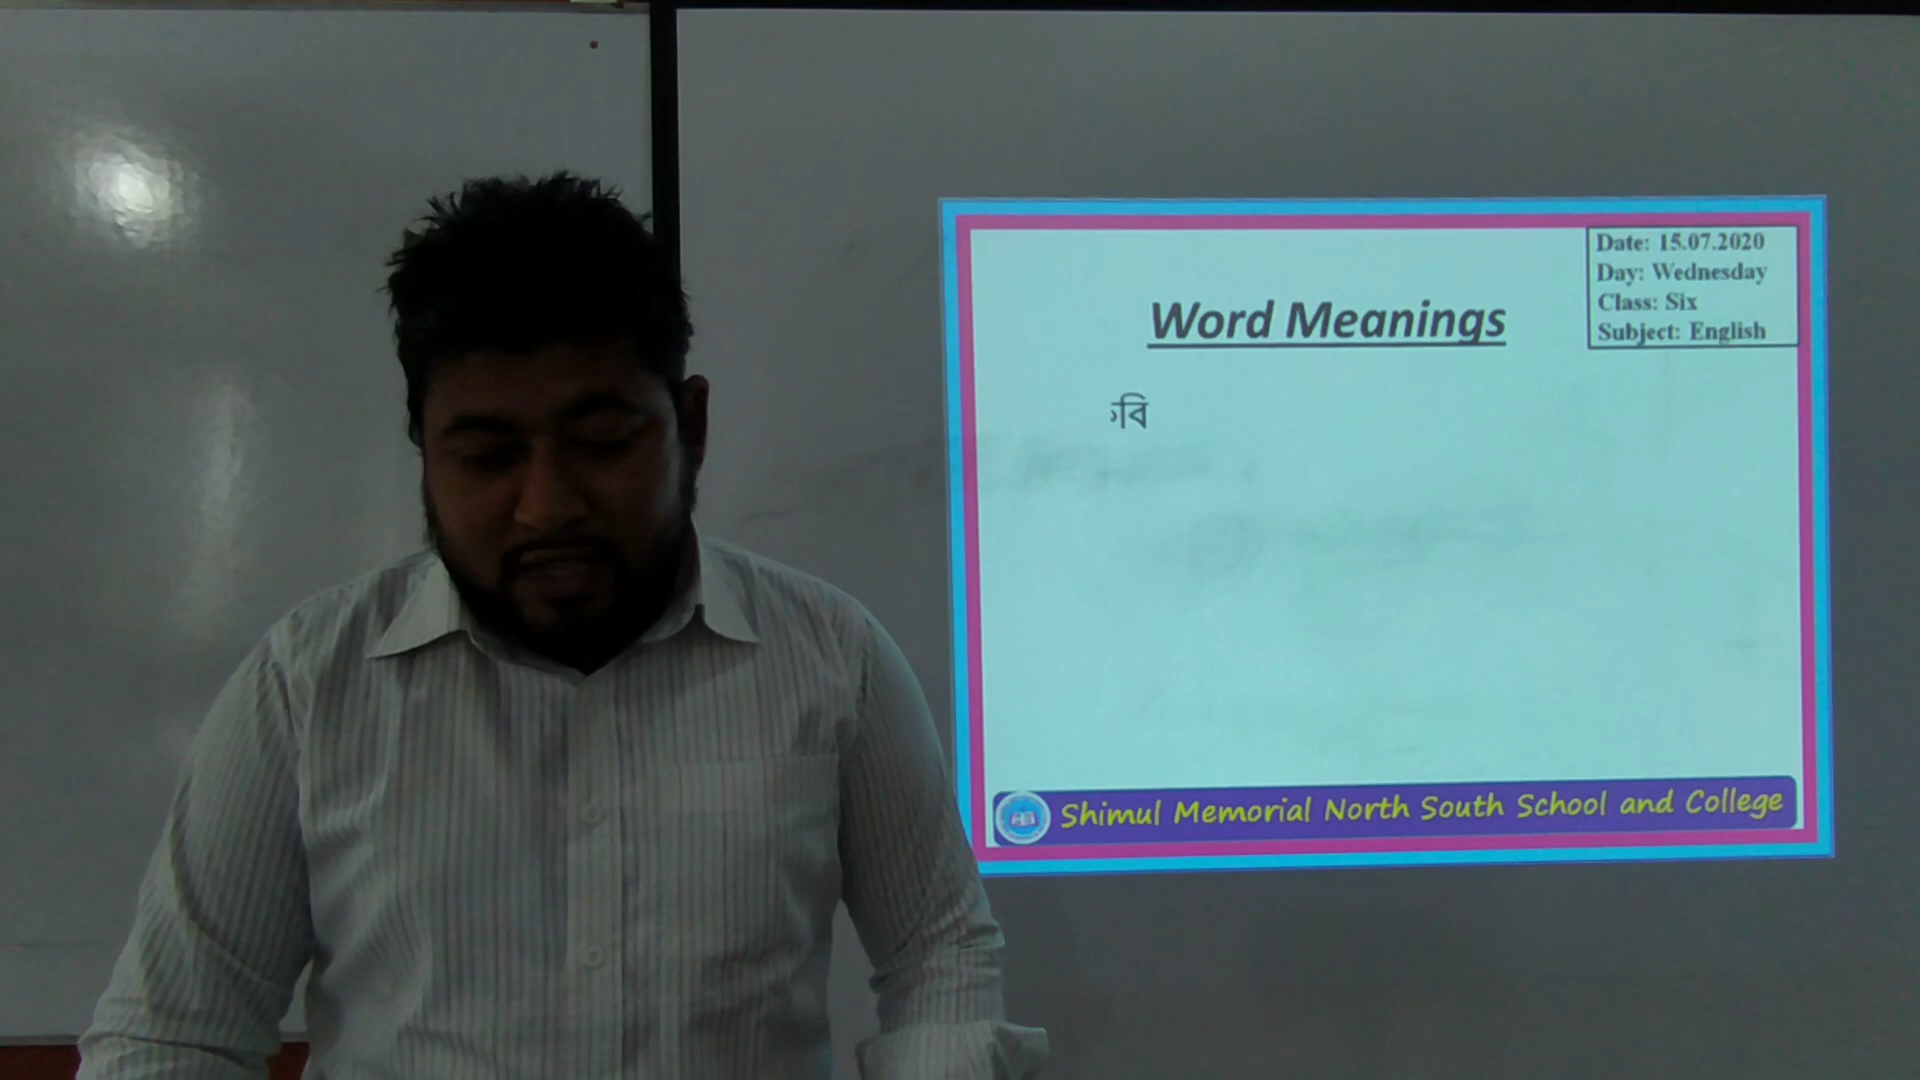 Date: 15.07.2020
Day: Wednesday
Class: Six
Subject: English
Word Meanings
Shimul Memorial North South School and College